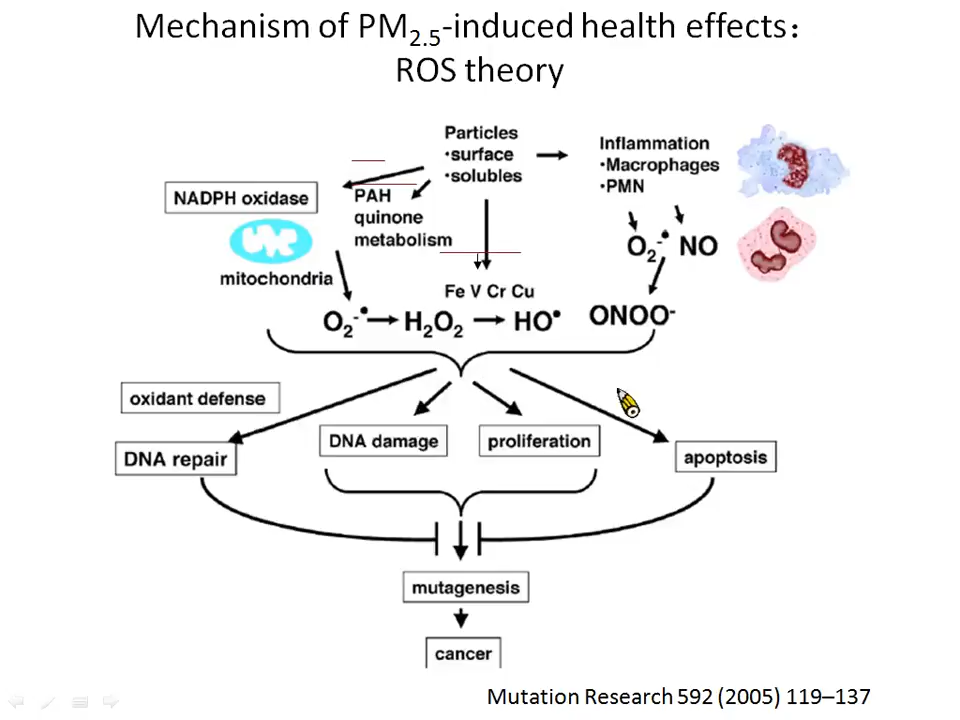 Mechanism of PM2.5-induced health effects：
ROS theory
Particles
•surface
•solubles
Inflammation
•Macrophages
•PMN
NADPH oxidase
PAH
quinone
metabolism
mitochondria
O2-• NO
Fe V Cr Cu
O2-• → H2O2 → HO•
ONOO-
oxidant defense
DNA repair
DNA damage
proliferation
apoptosis
mutagenesis
cancer
Mutation Research 592 (2005) 119–137